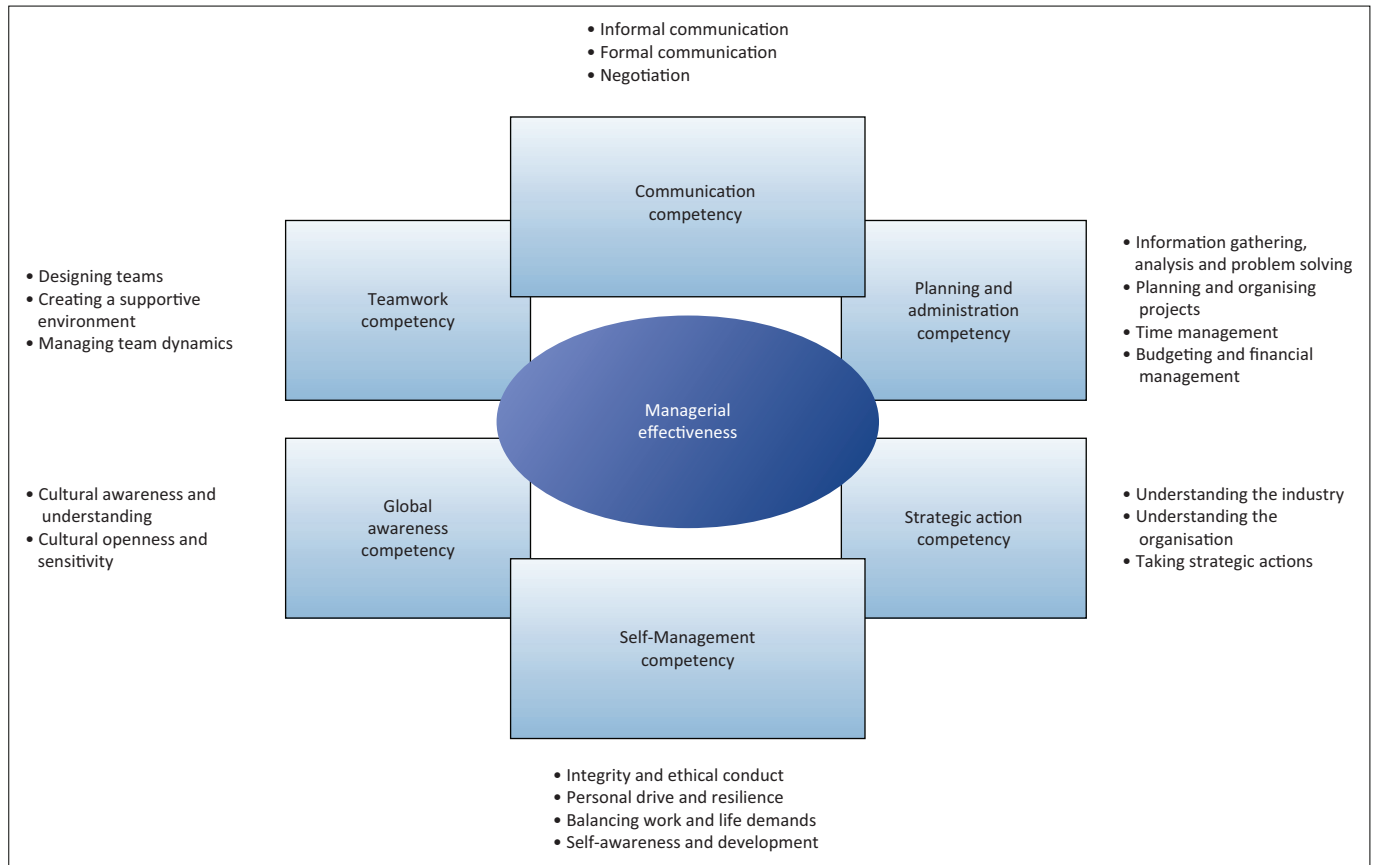 • Informal communication
• Formal communication
• Negotiation
Communication
competency
• Designing teams
• Creating a supportive
environment
• Managing team dynamics
Teamwork
competency
Planning and
administration
competency
• Information gathering,
analysis and problem solving
• Planning and organising
projects
• Time management
• Budgeting and financial
management
Managerial
effectiveness
• Cultural awareness and
understanding
• Cultural openness and
sensitivity
Global
awareness
competency
Strategic action
competency
• Understanding the industry
• Understanding the
organisation
• Taking strategic actions
Self-Management
competency
• Integrity and ethical conduct
• Personal drive and resilience
• Balancing work and life demands
• Self-awareness and development